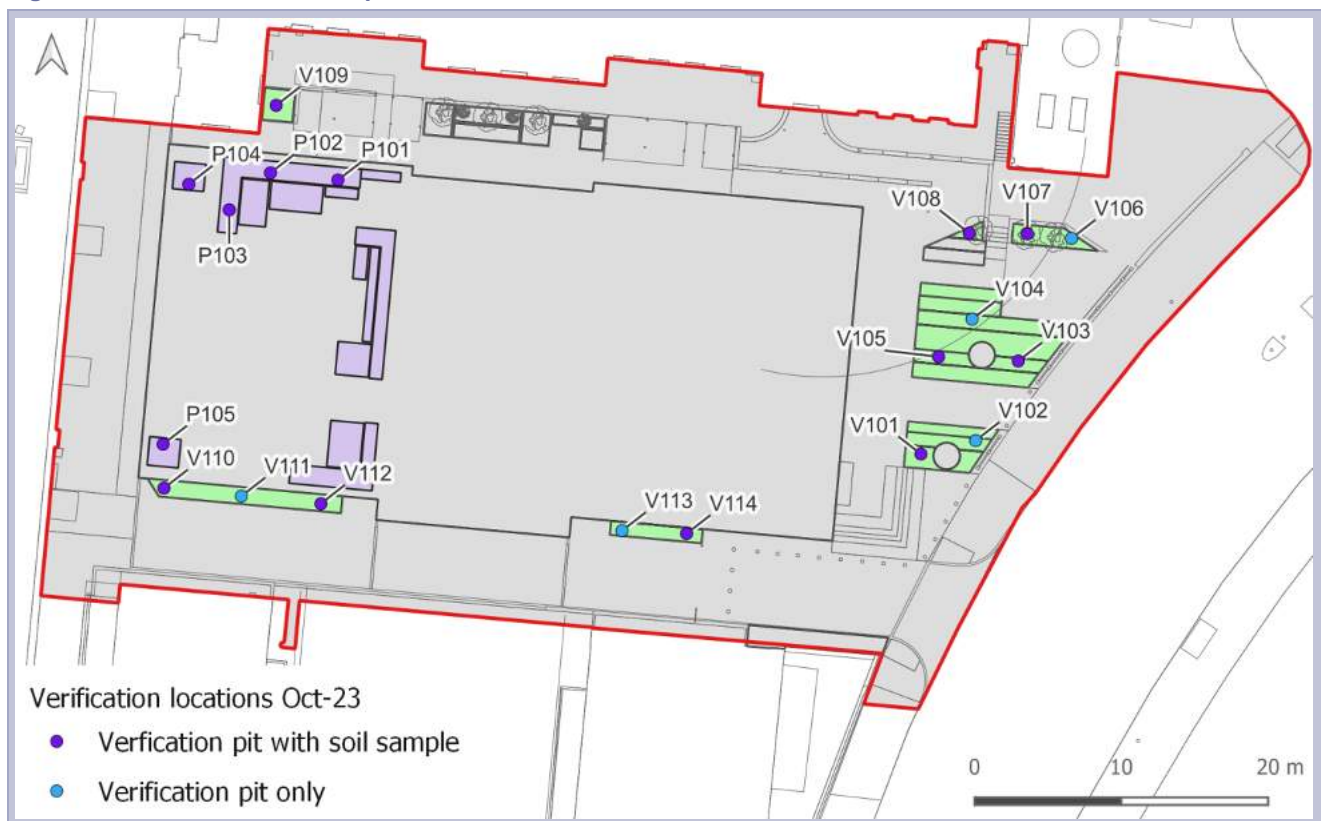 V109
P104
P102
P101
P103
V108
V107
V106
V104
V105
V103
V102
V101
P105
V110
V111
V112
V113
V114
Verification locations Oct-23
Verfication pit with soil sample
Verification pit only
0 10 20 m